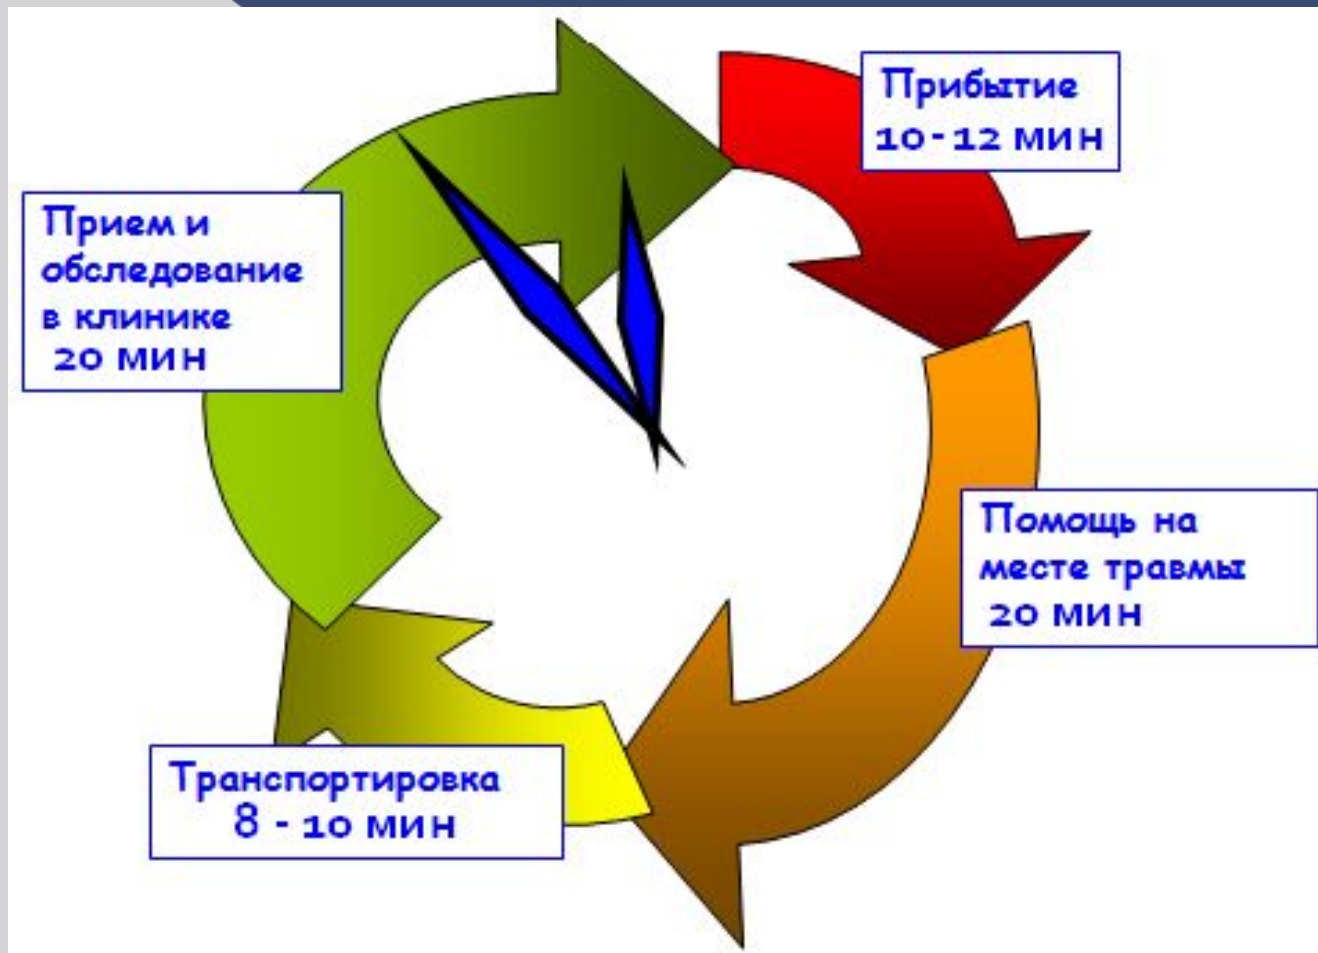 Прибытие
10-12 мин
Прием и
обследование
в клинике
20 мин
Помощь на
месте травмы
20 мин
Транспортировка
8 - 10 мин